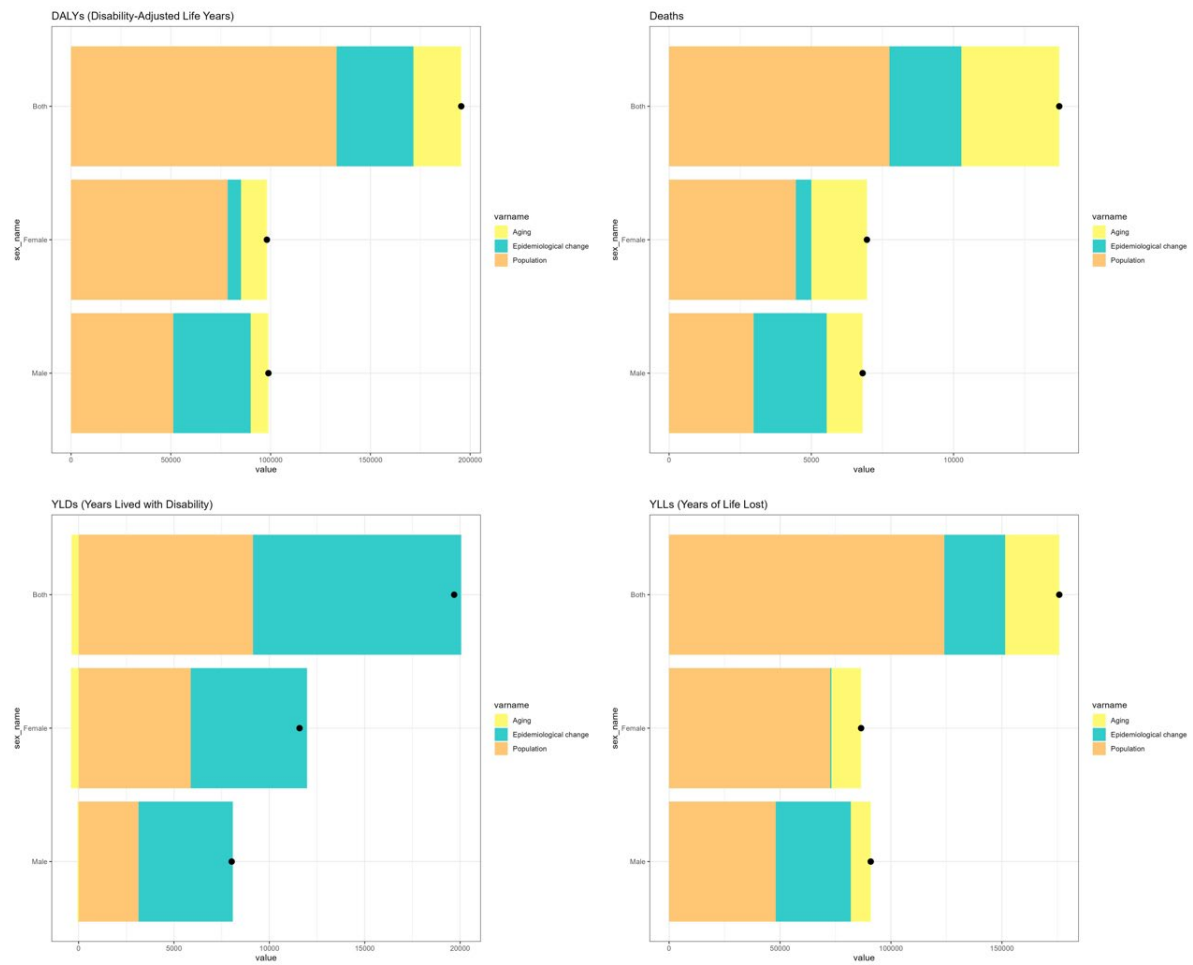 DALYs (Disability-Adjusted Life Years)
Both
Female
Male
sex_name
0 50000 100000 150000 200000
value
varname
Aging
Epidemiological change
Population
Deaths
Both
Female
Male
sex_name
0 5000 10000
value
varname
Aging
Epidemiological change
Population
YLDs (Years Lived with Disability)
Both
Female
Male
sex_name
0 5000 10000 15000 20000
value
varname
Aging
Epidemiological change
Population
YLLs (Years of Life Lost)
Both
Female
Male
sex_name
0 50000 100000 150000
value
varname
Aging
Epidemiological change
Population